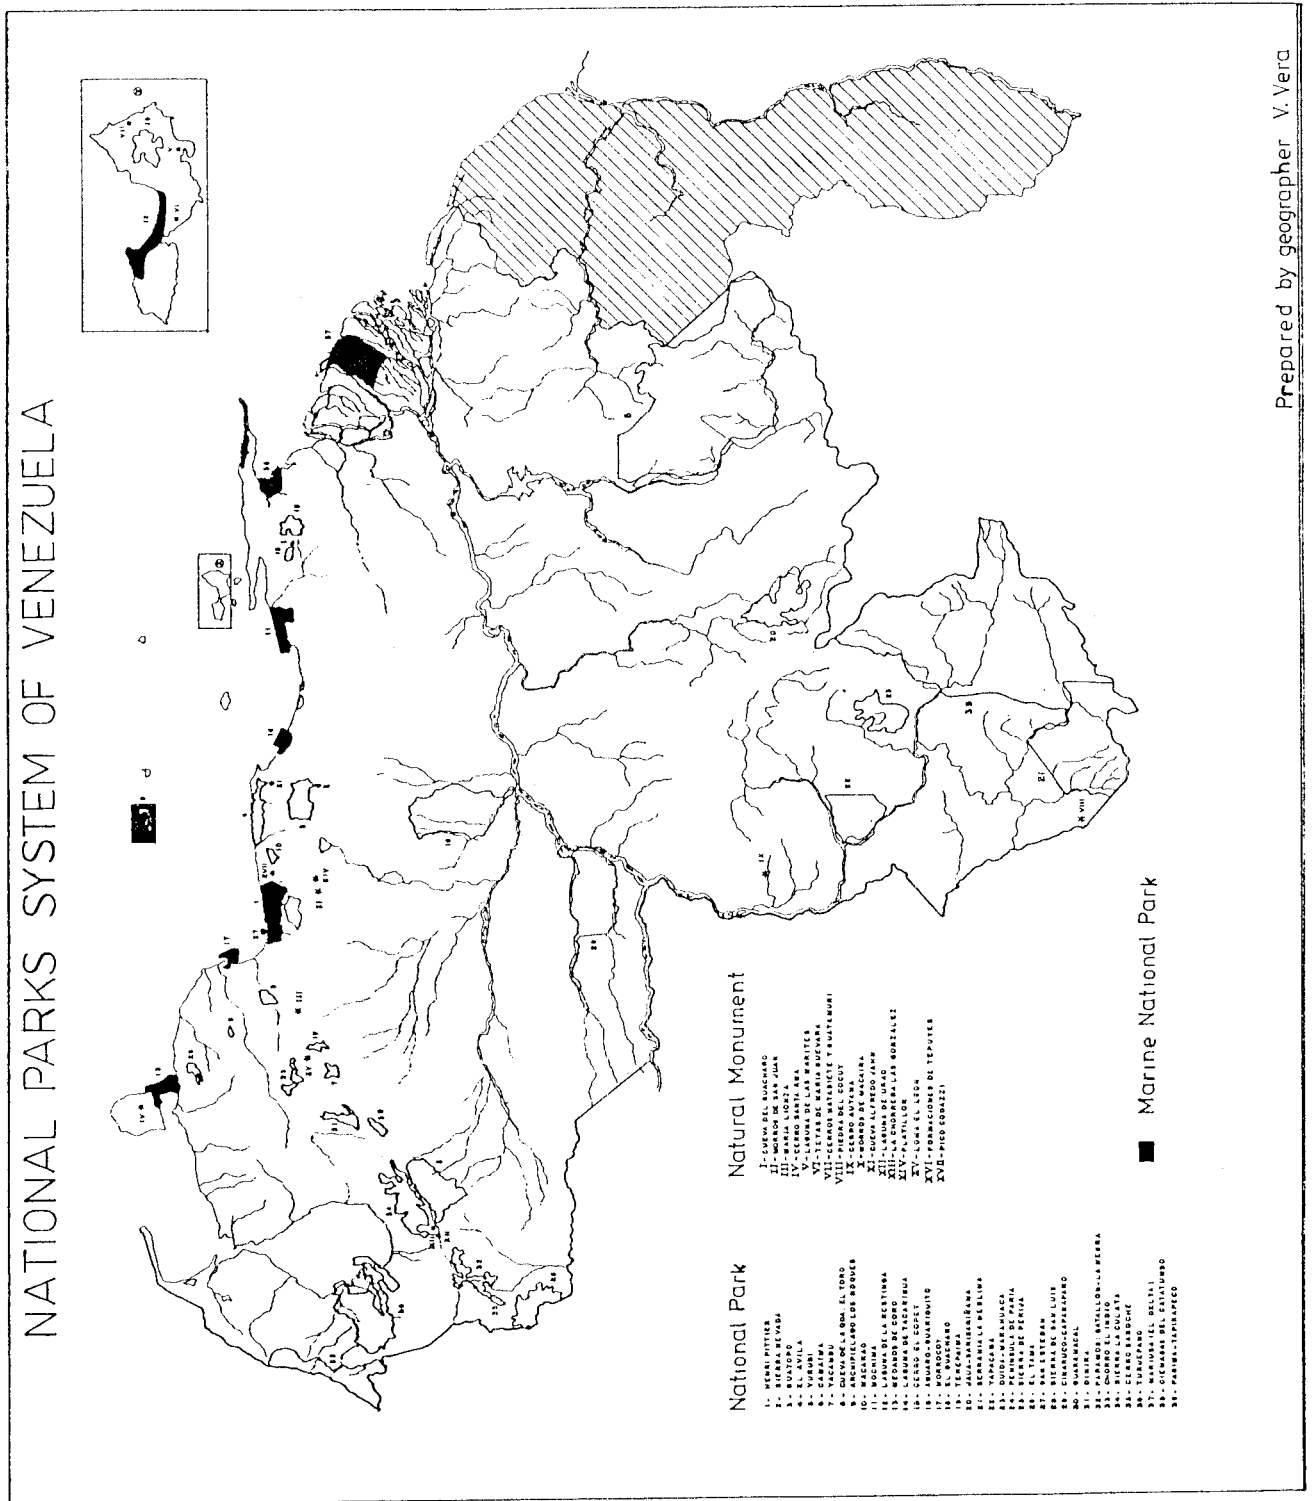 NATIONAL PARKS SYSTEM OF VENEZUELA
National Park
1.- HENRI PITTIER
2.- SIERRA NEVADA
3.- GUATOPO
4.- EL AVILA
5.- YURUBI
6.- CANAIMA
7.- YACAMBU
8.- CUEVA DE LA QDA. EL TORO
9.- ARCHIPIELAGO LOS ROQUES
10.- MACARAO
11.- MOCHIMA
12.- LAGUNA DE LA RESTINGA
13.- MEDANOS DE CORO
14.- LAGUNA DE TACARIGUA
15.- CERRO EL COPEY
16.- AGUARO-GUARIQUITO
17.- MORROCOY
18.- EL GUACHARO
19.- TEREPAIMA
20.- JAUA-SARISARIÑAMA
21.- SERRANIA LA NEBLINA
22.- YAPACANA
23.- DUIDA-MARAHUACA
24.- PENINSULA DE PARIA
25.- SIERRA DE PERIJA
26.- EL TAMA
27.- SAN ESTEBAN
28.- SIERRA DE SAN LUIS
29.- CINARUCO-CAPANAPARO
30.- GUARAMACAL
31.- DINIRA
32.- PARAMOS: BATALLON-LA NEGRA
33.- CHORRO EL INDIO
34.- SIERRA LA CULATA
35.- CERRO SAROCHE
36.- TURUEPANO
37.- MARIUSA (EL DELTA)
38.- CIENAGAS DEL CATATUMBO
39.- PARIMA-TAPIRAPECO
Natural Monument
I-CUEVA DEL GUACHARO
II-MORROS DE SAN JUAN
III-MARIA LIONZA
IV-CERRO SANTA ANA
V-LAGUNA DE LAS MARITES
VI-TETAS DE MARIA GUEVARA
VII-CERROS MATASIETE Y GUAYAMURI
VIII-PIEDRA DEL COCUY
IX-CERRO AUTANA
X-MORROS DE MACAIRA
XI-CUEVA ALFREDO JAHN
XII-LAGUNA DE URAO
XIII-LA CHORRERA LAS GONZALEZ
XIV-PLATILLON
XV-LOMA EL LEON
XVI-FORMACIONES DE TEPUYES
XVII-PICO CODAZZI
Marine National Park
Prepared by geographer V. Vera